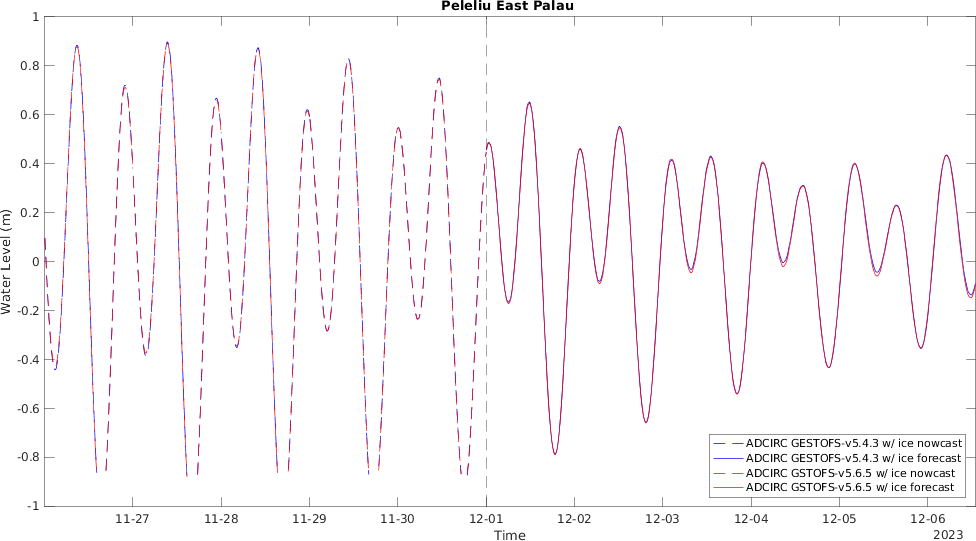 Peleliu East Palau
1
0.8
0.6
0.4
0.2
0
-0.2
-0.4
-0.6
-0.8
-1
Water Level (m)
11-27 11-28 11-29 11-30 12-01 12-02 12-03 12-04 12-05 12-06
Time
2023
ADCIRC GESTOFS-v5.4.3 w/ ice nowcast
ADCIRC GESTOFS-v5.4.3 w/ ice forecast
ADCIRC GSTOFS-v5.6.5 w/ ice nowcast
ADCIRC GSTOFS-v5.6.5 w/ ice forecast